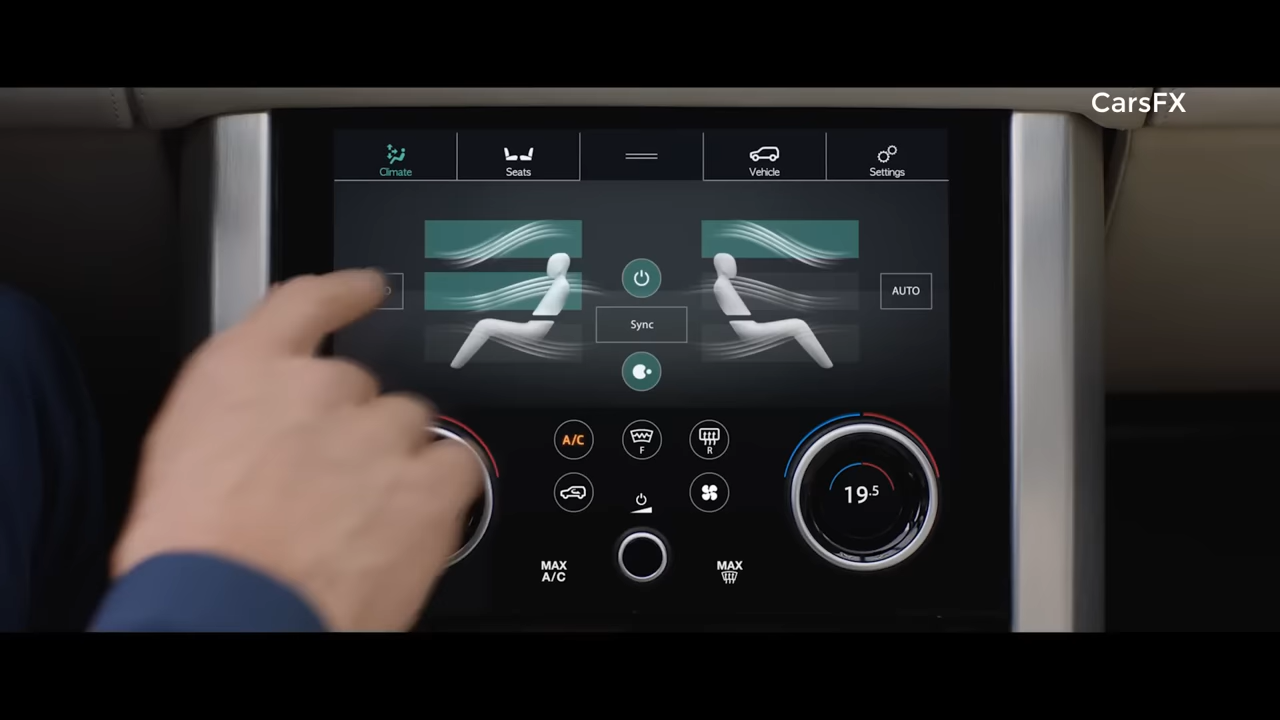 CarsFX
Climate
Seats
Vehicle
Settings
AUTO
Sync
A/C
F
R
19.5
MAX
A/C
MAX